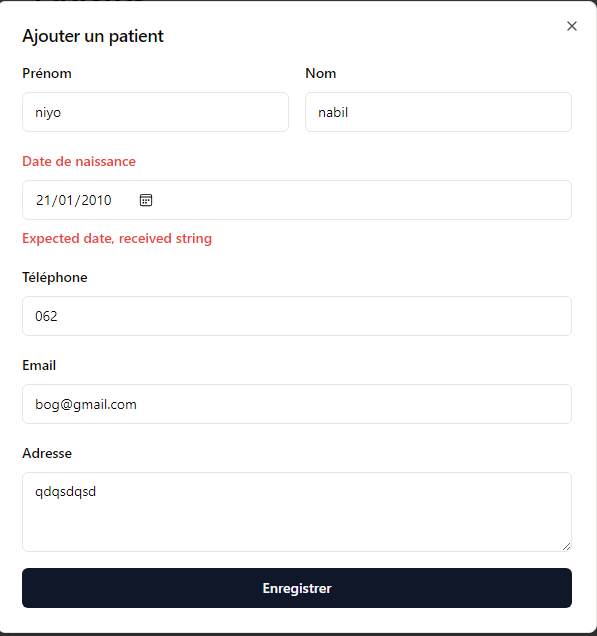 Ajouter un patient
Prénom
Nom
niyo
nabil
Date de naissance
21/01/2010
Expected date, received string
Téléphone
062
Email
bog@gmail.com
Adresse
qdqsdqsd
Enregistrer